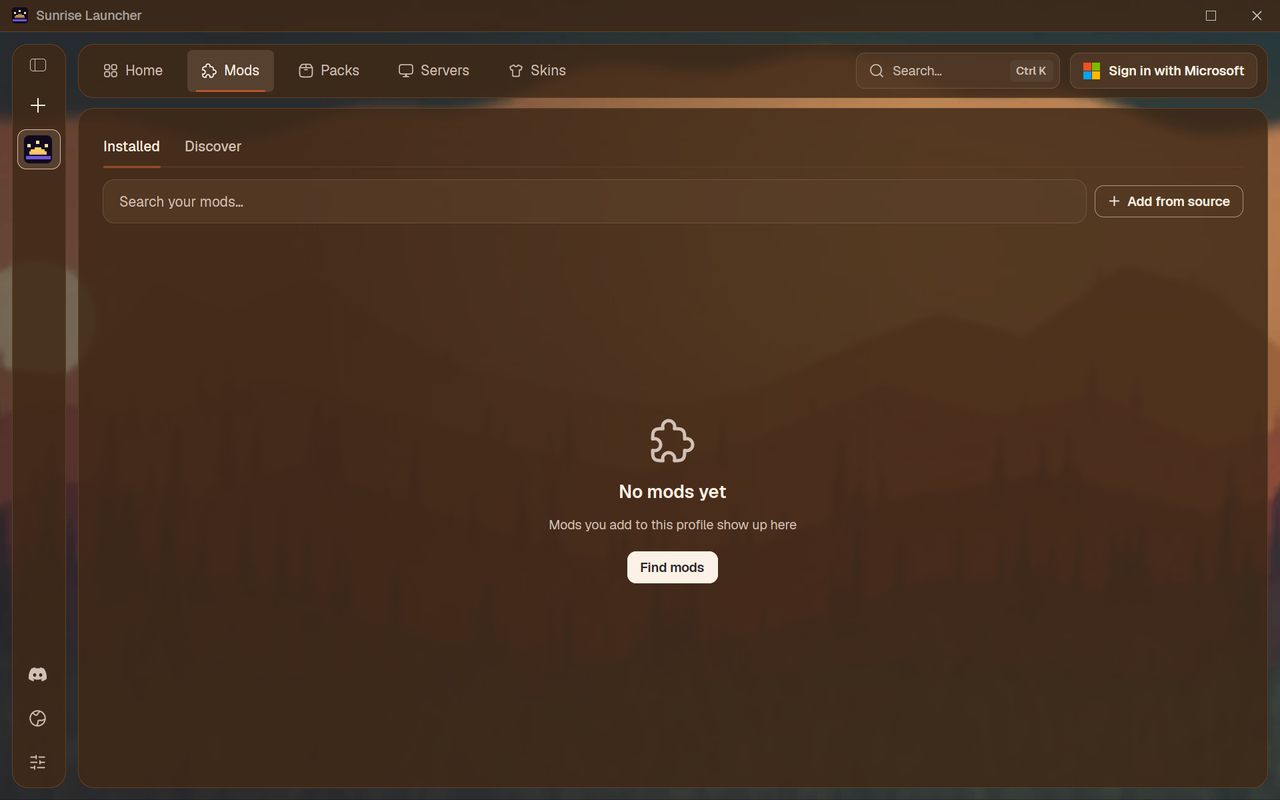 Sunrise Launcher
Home
Mods
Packs
Servers
Skins
Search...
Ctrl K
Sign in with Microsoft
Installed
Discover
Search your mods...
Add from source
No mods yet
Mods you add to this profile show up here
Find mods